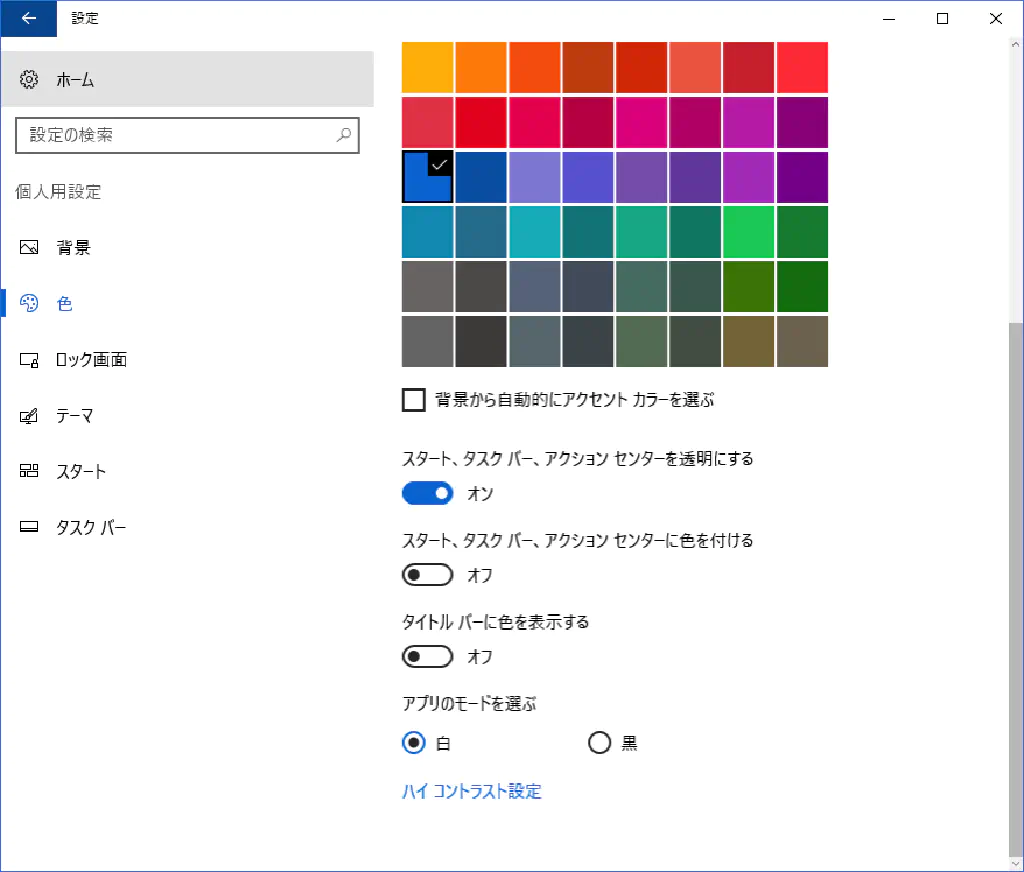 設定
ホーム
設定の検索
個人用設定
背景
色
ロック画面
テーマ
スタート
タスク バー
背景から自動的にアクセント カラーを選ぶ
スタート、タスク バー、アクション センターを透明にする
オン
スタート、タスク バー、アクション センターに色を付ける
オフ
タイトル バーに色を表示する
オフ
アプリのモードを選ぶ
白 黒
ハイ コントラスト設定